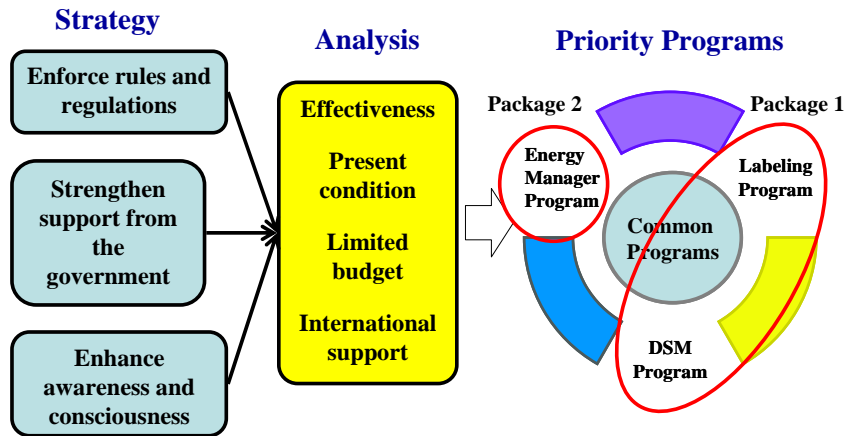 Strategy
Enforce rules and
regulations
Strengthen
support from
the
government
Enhance
awareness and
consciousness
Analysis
Effectiveness
Present
condition
Limited
budget
International
support
Priority Programs
Package 2
Package 1
Energy
Manager
Program
Labeling
Program
Common
Programs
DSM
Program